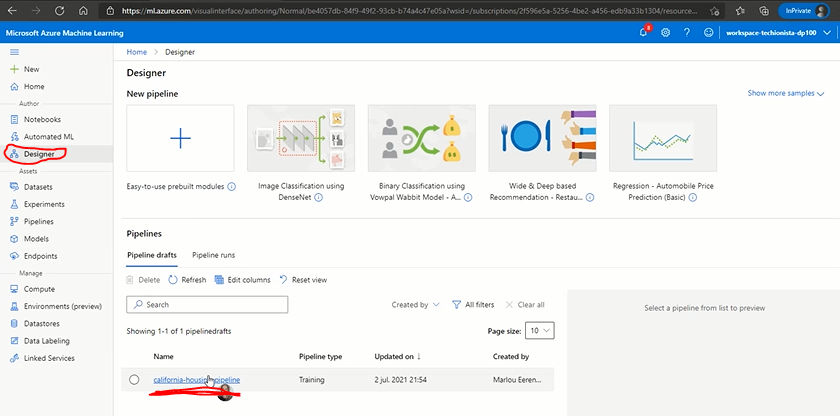 https://ml.azure.com/visualinterface/authoring/Normal/be4057db-84f9-49f2-93cb-b74a4c47e05a?wsid=/subscriptions/2f596e5a-5256-4be2-a456-edb9a33b1304/resource...
InPrivate
Microsoft Azure Machine Learning
8
workspace-techionista-dp100
New
Home
Author
Notebooks
Automated ML
Designer
Assets
Datasets
Experiments
Pipelines
Models
Endpoints
Manage
Compute
Environments (preview)
Datastores
Data Labeling
Linked Services
Home > Designer
Designer
New pipeline
Show more samples
Easy-to-use prebuilt modules
Image Classification using
DenseNet
Binary Classification using
Vowpal Wabbit Model - A...
Wide & Deep based
Recommendation - Restau...
Regression - Automobile Price
Prediction (Basic)
Pipelines
Pipeline drafts Pipeline runs
Delete Refresh Edit columns Reset view
Search
Created by All filters Clear all
Showing 1-1 of 1 pipelinedrafts
Page size: 10
Name Pipeline type Updated on ↓ Created by
california-housing-pipeline Training 2 jul. 2021 21:54 Marlou Eeren...
Select a pipeline from list to preview